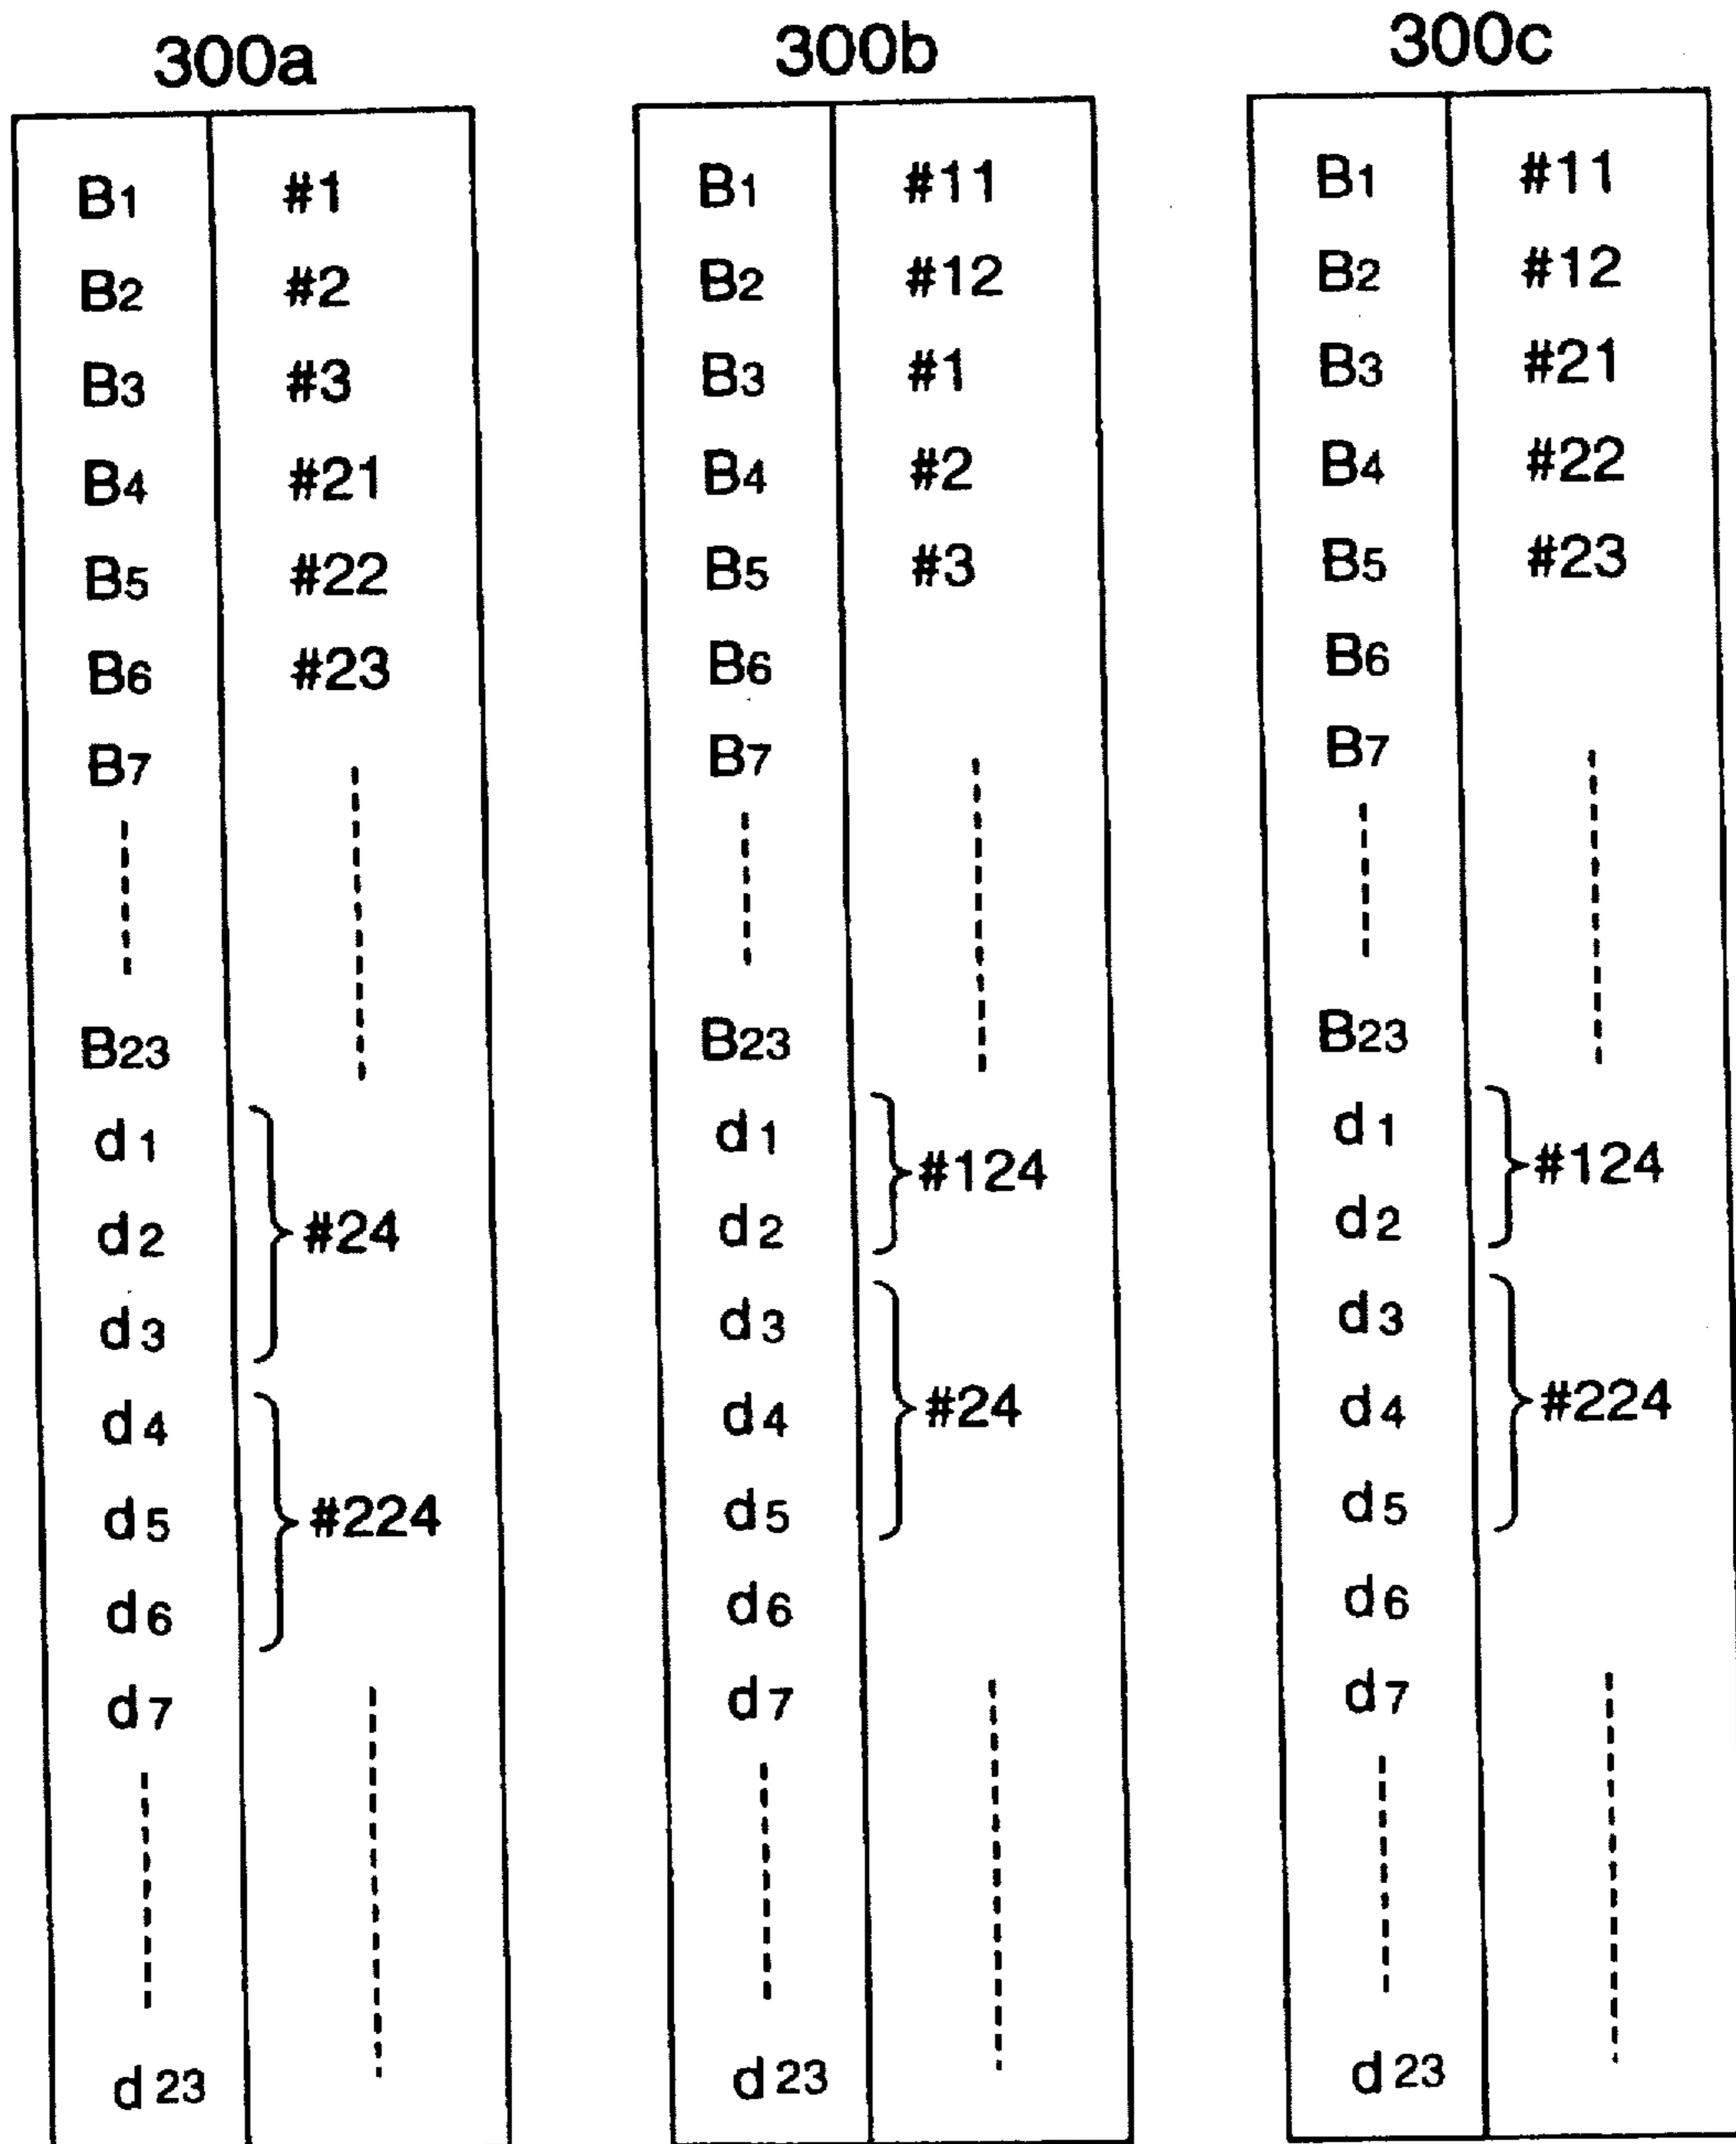 300a
B1 #1
B2 #2
B3 #3
B4 #21
B5 #22
B6 #23
B7
B23
d1
d2 #24
d3
d4
d5 #224
d6
d7
d23
300b
B1 #11
B2 #12
B3 #1
B4 #2
B5 #3
B6
B7
B23
d1
#124
d2
d3
d4 #24
d5
d6
d7
d23
300c
B1 #11
B2 #12
B3 #21
B4 #22
B5 #23
B6
B7
B23
d1
#124
d2
d3
d4 #224
d5
d6
d7
d23